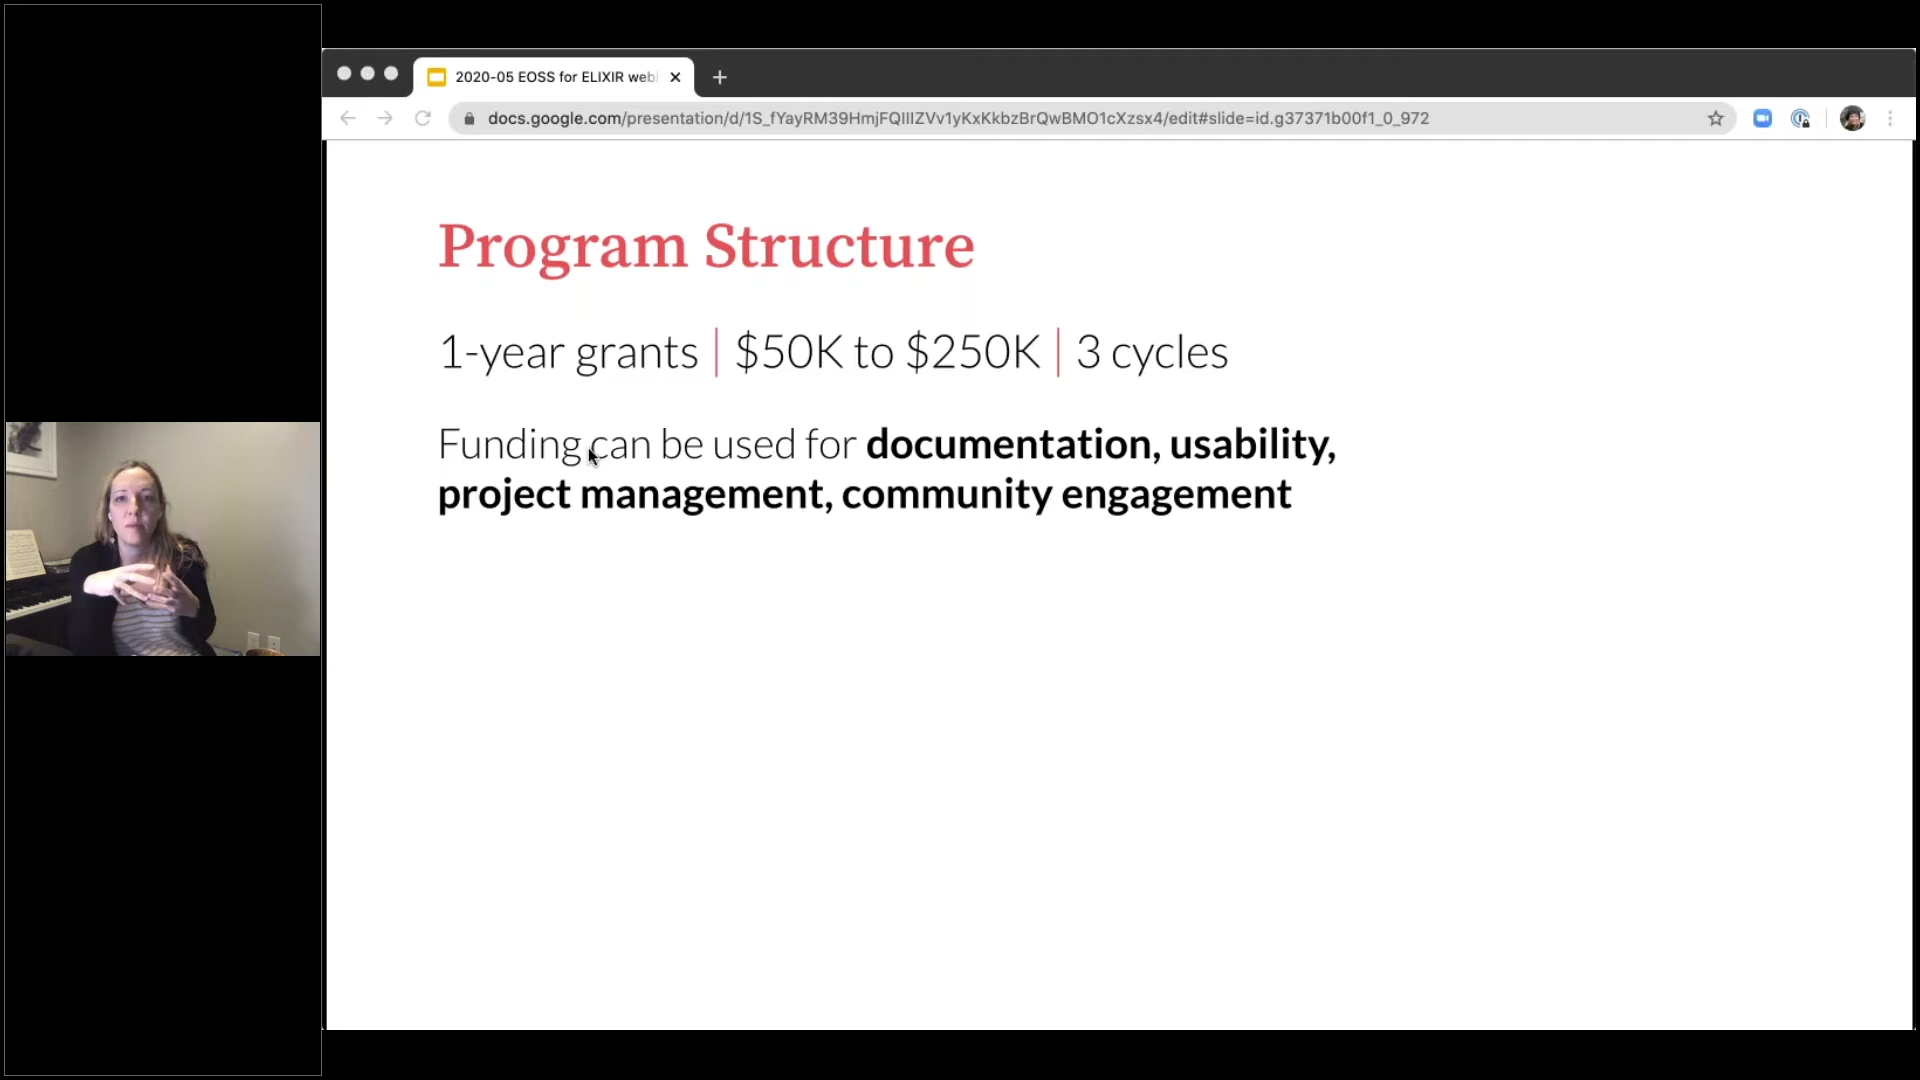 2020-05 EOSS for ELIXIR web
docs.google.com/presentation/d/1S_fYayRM39HmjFQIIIZVv1yKxKkbzBrQwBMO1cXzsx4/edit#slide=id.g37371b00f1_0_972
Program Structure
1-year grants | $50K to $250K | 3 cycles
Funding can be used for documentation, usability,
project management, community engagement